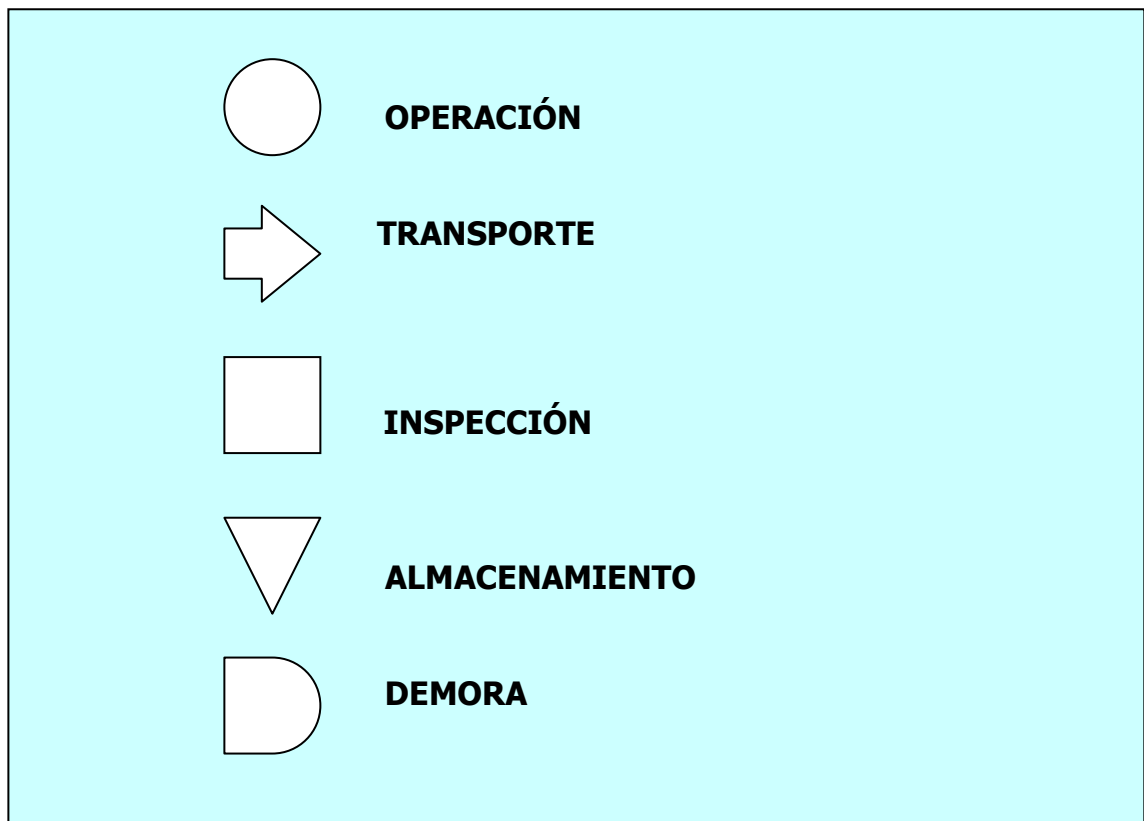 OPERACIÓN
TRANSPORTE
INSPECCIÓN
ALMACENAMIENTO
DEMORA